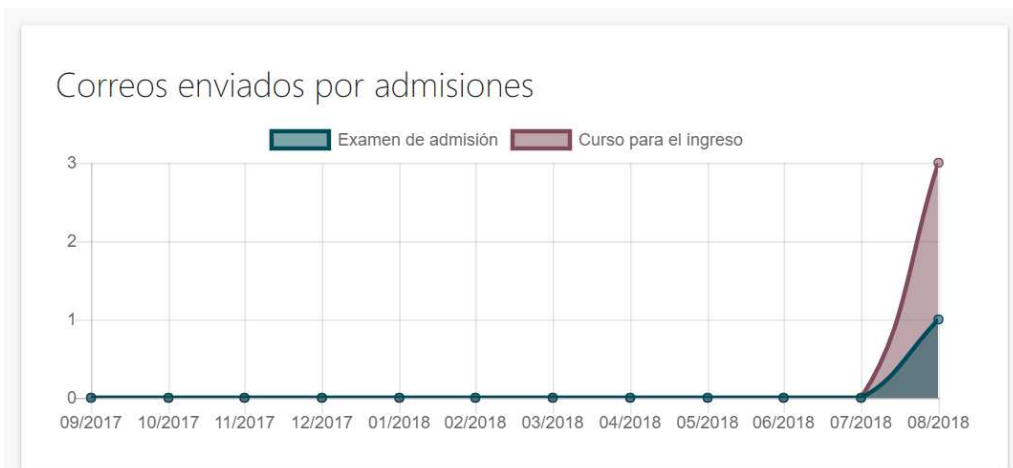 Correos enviados por admisiones
Examen de admisión Curso para el ingreso
3
2
1
0
09/2017 10/2017 11/2017 12/2017 01/2018 02/2018 03/2018 04/2018 05/2018 06/2018 07/2018 08/2018